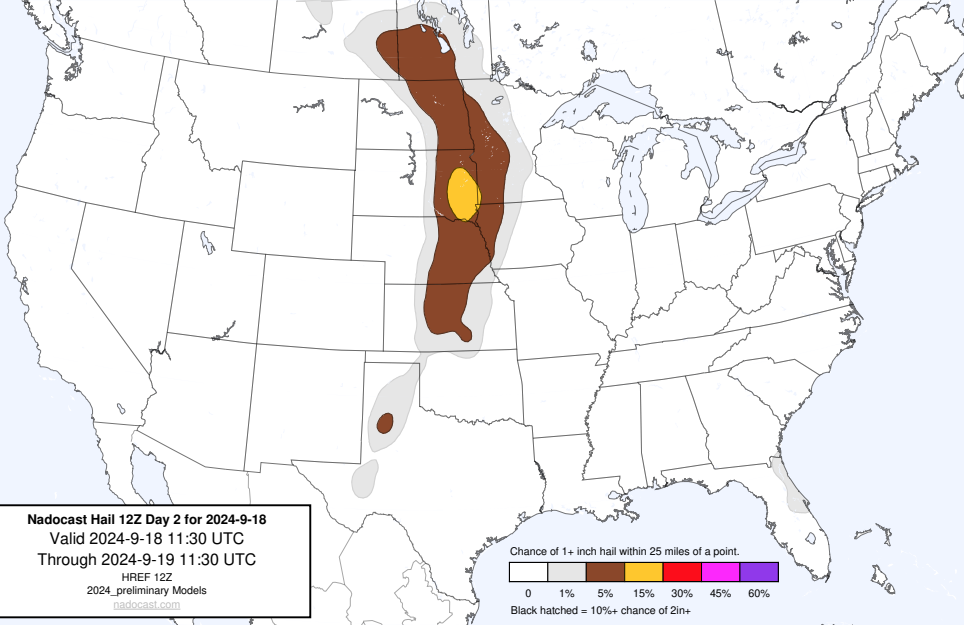 Nadocast Hail 12Z Day 2 for 2024-9-18
Valid 2024-9-18 11:30 UTC
Through 2024-9-19 11:30 UTC
HREF 12Z
2024_preliminary Models
nadocast.com
Chance of 1+ inch hail within 25 miles of a point.
0 1% 5% 15% 30% 45% 60%
Black hatched = 10%+ chance of 2in+